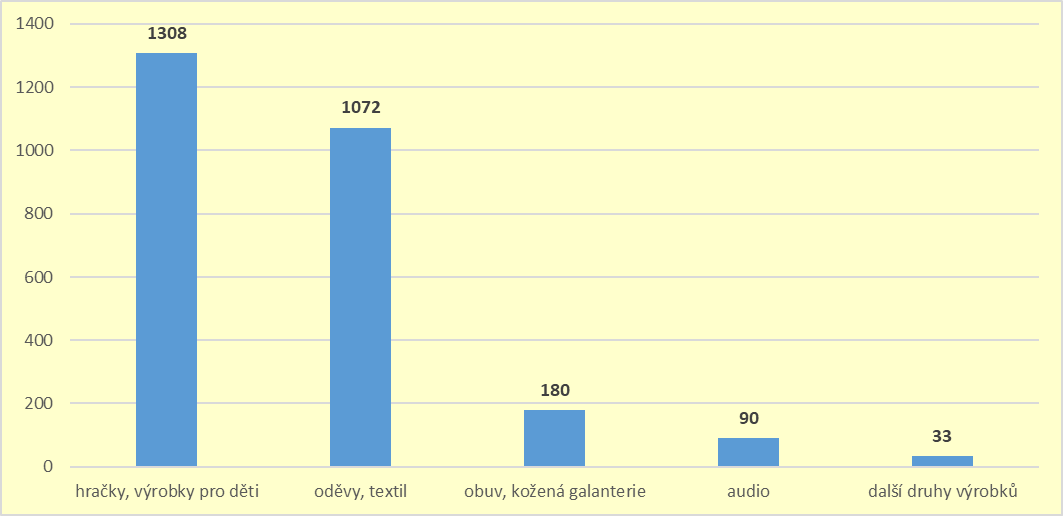 1400
1308
1200
1072
1000
800
600
400
180
200
90
33
0
hračky, výrobky pro děti
oděvy, textil
obuv, kožená galanterie
audio
další druhy výrobků